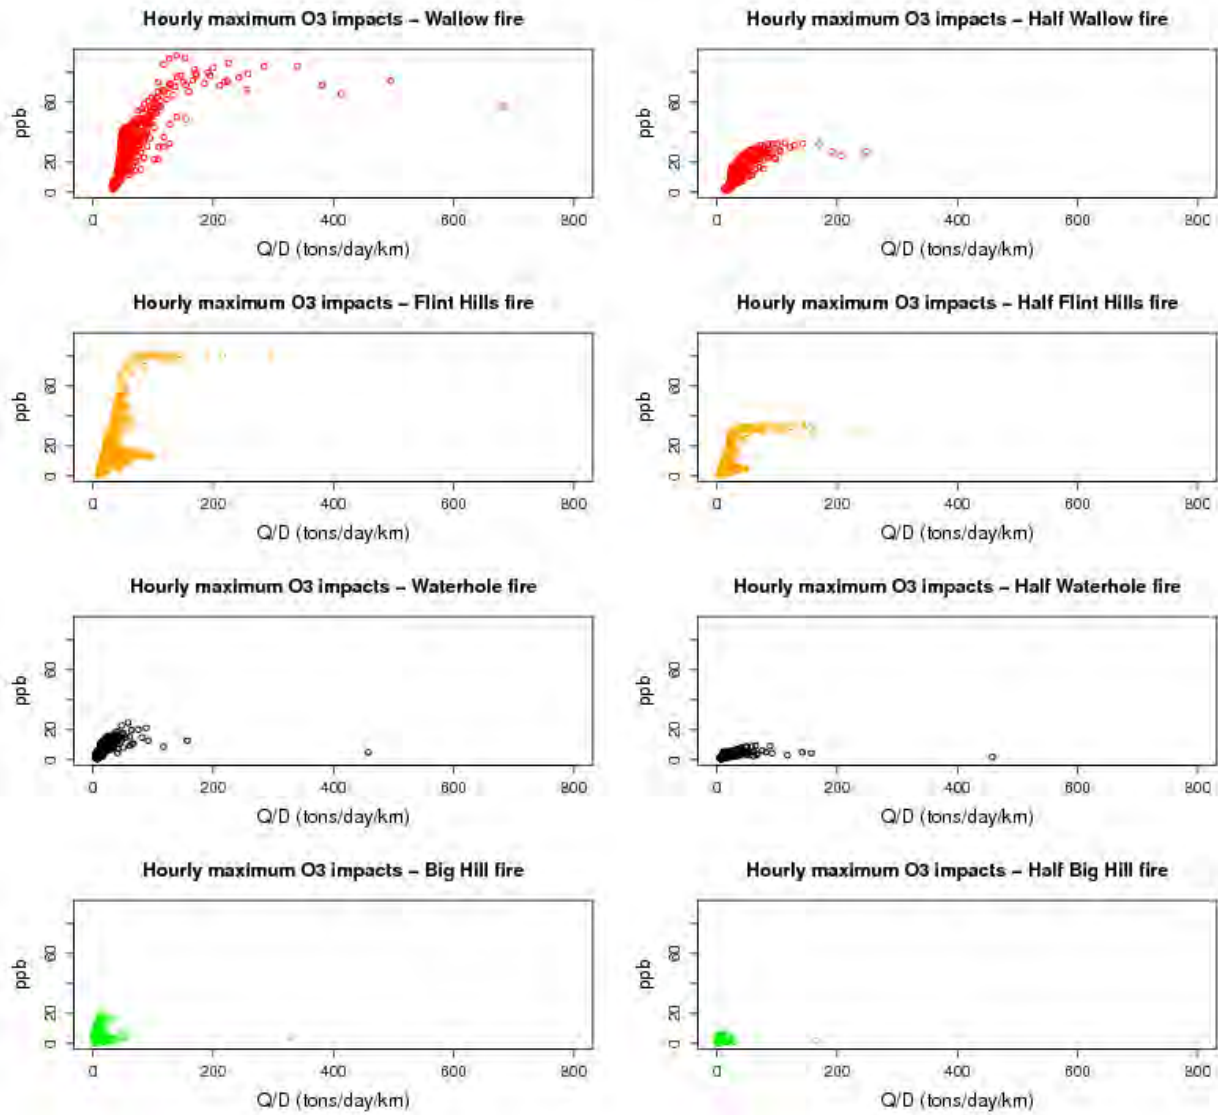 Hourly maximum O3 impacts – Wallow fire
ppb
0 20 60
0 200 400 600 800
Q/D (tons/day/km)
Hourly maximum O3 impacts – Half Wallow fire
ppb
0 20 60
0 200 400 600 800
Q/D (tons/day/km)
Hourly maximum O3 impacts – Flint Hills fire
ppb
0 20 60
0 200 400 600 800
Q/D (tons/day/km)
Hourly maximum O3 impacts – Half Flint Hills fire
ppb
0 20 60
0 200 400 600 800
Q/D (tons/day/km)
Hourly maximum O3 impacts – Waterhole fire
ppb
0 20 60
0 200 400 600 800
Q/D (tons/day/km)
Hourly maximum O3 impacts – Half Waterhole fire
ppb
0 20 60
0 200 400 600 800
Q/D (tons/day/km)
Hourly maximum O3 impacts – Big Hill fire
ppb
0 20 60
0 200 400 600 800
Q/D (tons/day/km)
Hourly maximum O3 impacts – Half Big Hill fire
ppb
0 20 60
0 200 400 600 800
Q/D (tons/day/km)